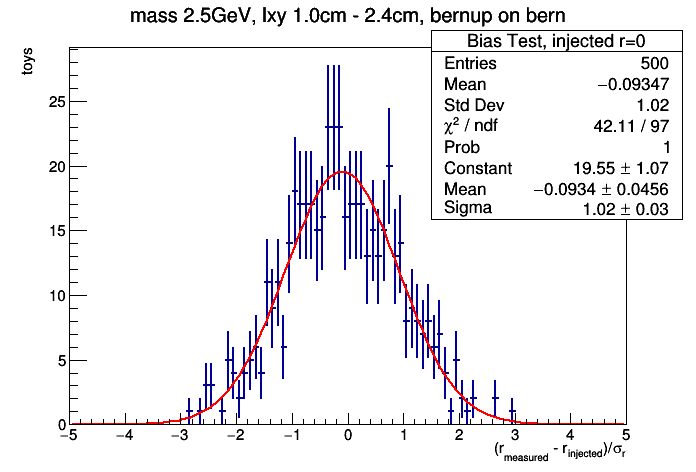 mass 2.5GeV, lxy 1.0cm - 2.4cm, bernup on bern
toys
Bias Test, injected r=0
Entries 500
Mean −0.09347
Std Dev 1.02
χ² / ndf 42.11 / 97
Prob 1
Constant 19.55 ± 1.07
Mean −0.0934 ± 0.0456
Sigma 1.02 ± 0.03
25
20
15
10
5
0
−5 −4 −3 −2 −1 0 1 2 3 4 5
(r_measured - r_injected)/σ_r